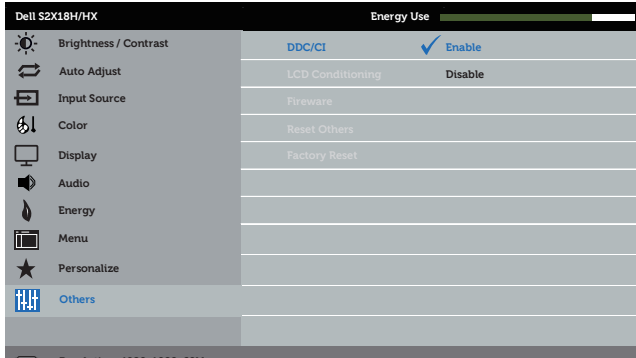 Dell S2X18H/HX Energy Use
Brightness / Contrast DDC/CI Enable
Auto Adjust LCD Conditioning Disable
Input Source Fireware
Color Reset Others
Display Factory Reset
Audio
Energy
Menu
Personalize
Others